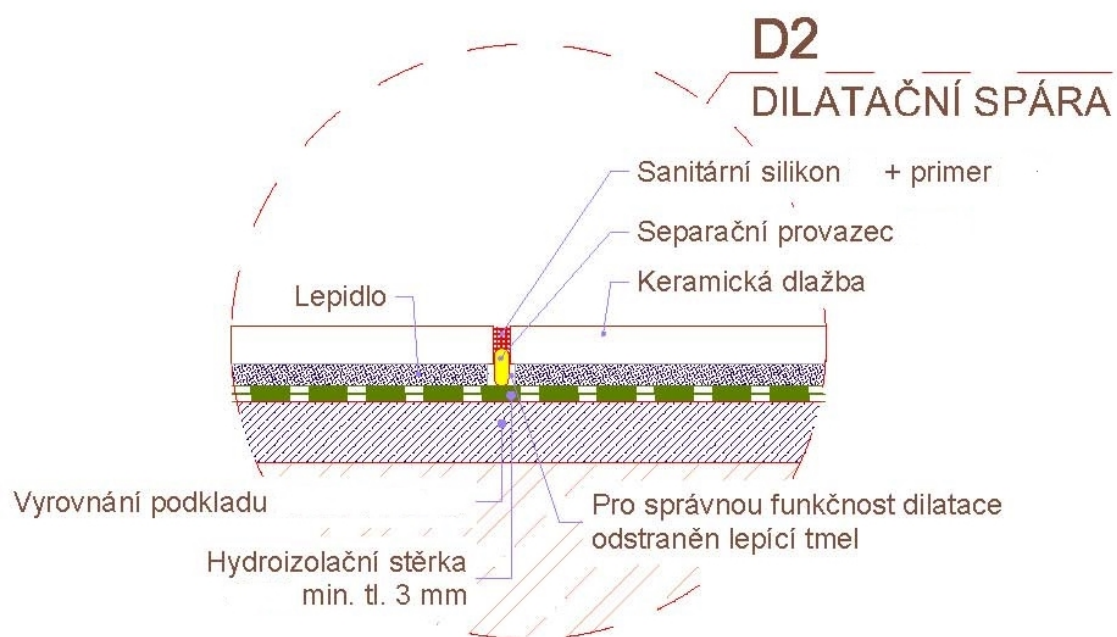 D2
DILATAČNÍ SPÁRA
Sanitární silikon + primer
Separační provazec
Keramická dlažba
Lepidlo
Vyrovnání podkladu
Pro správnou funkčnost dilatace
odstraněn lepící tmel
Hydroizolační stěrka
min. tl. 3 mm